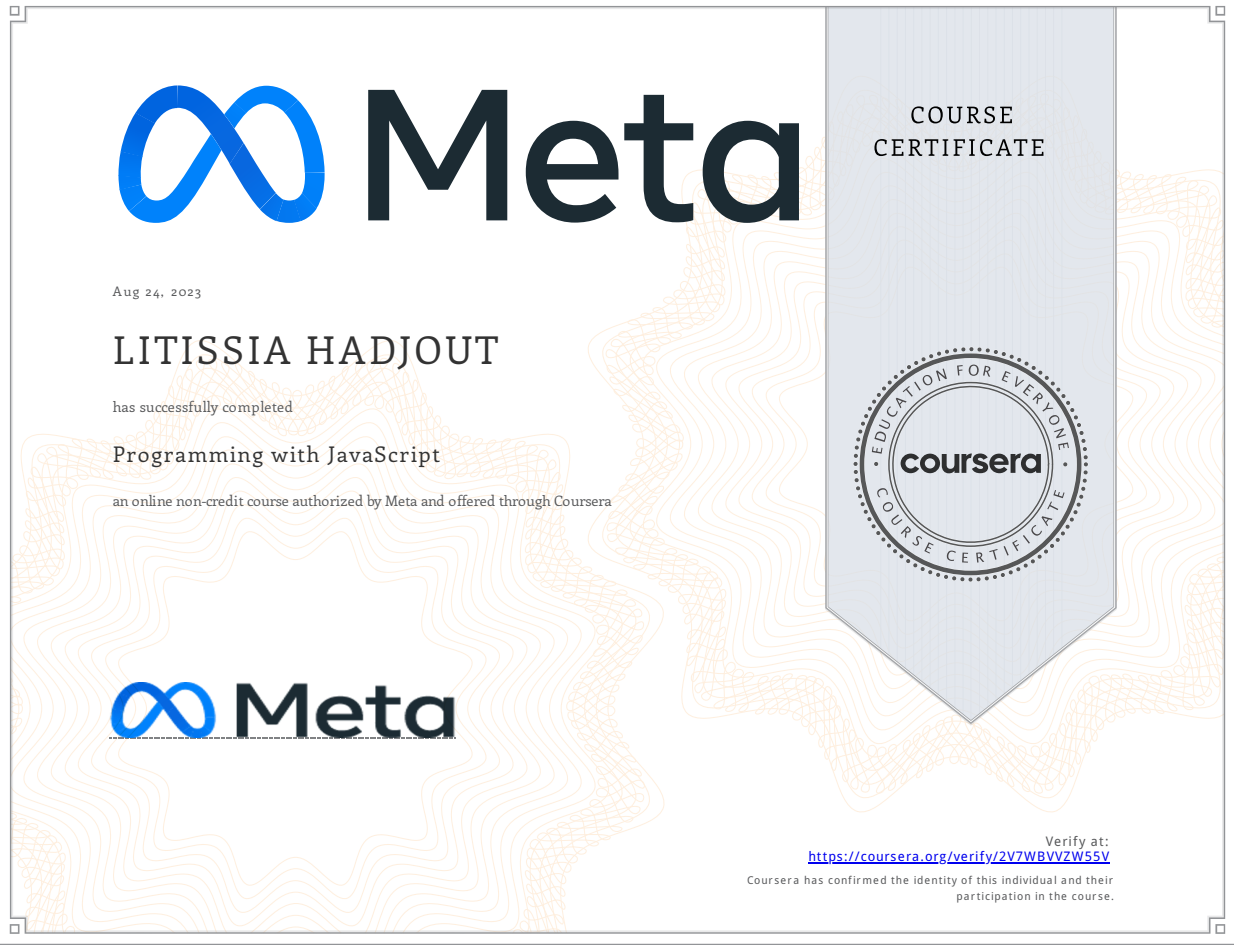 Meta
COURSE
CERTIFICATE
Aug 24, 2023
LITISSIA HADJOUT
has successfully completed
Programming with JavaScript
an online non-credit course authorized by Meta and offered through Coursera
EDUCATION FOR EVERYONE
coursera
COURSE CERTIFICATE
Meta
Verify at:
https://coursera.org/verify/2V7WBVVZW55V
Coursera has confirmed the identity of this individual and their
participation in the course.